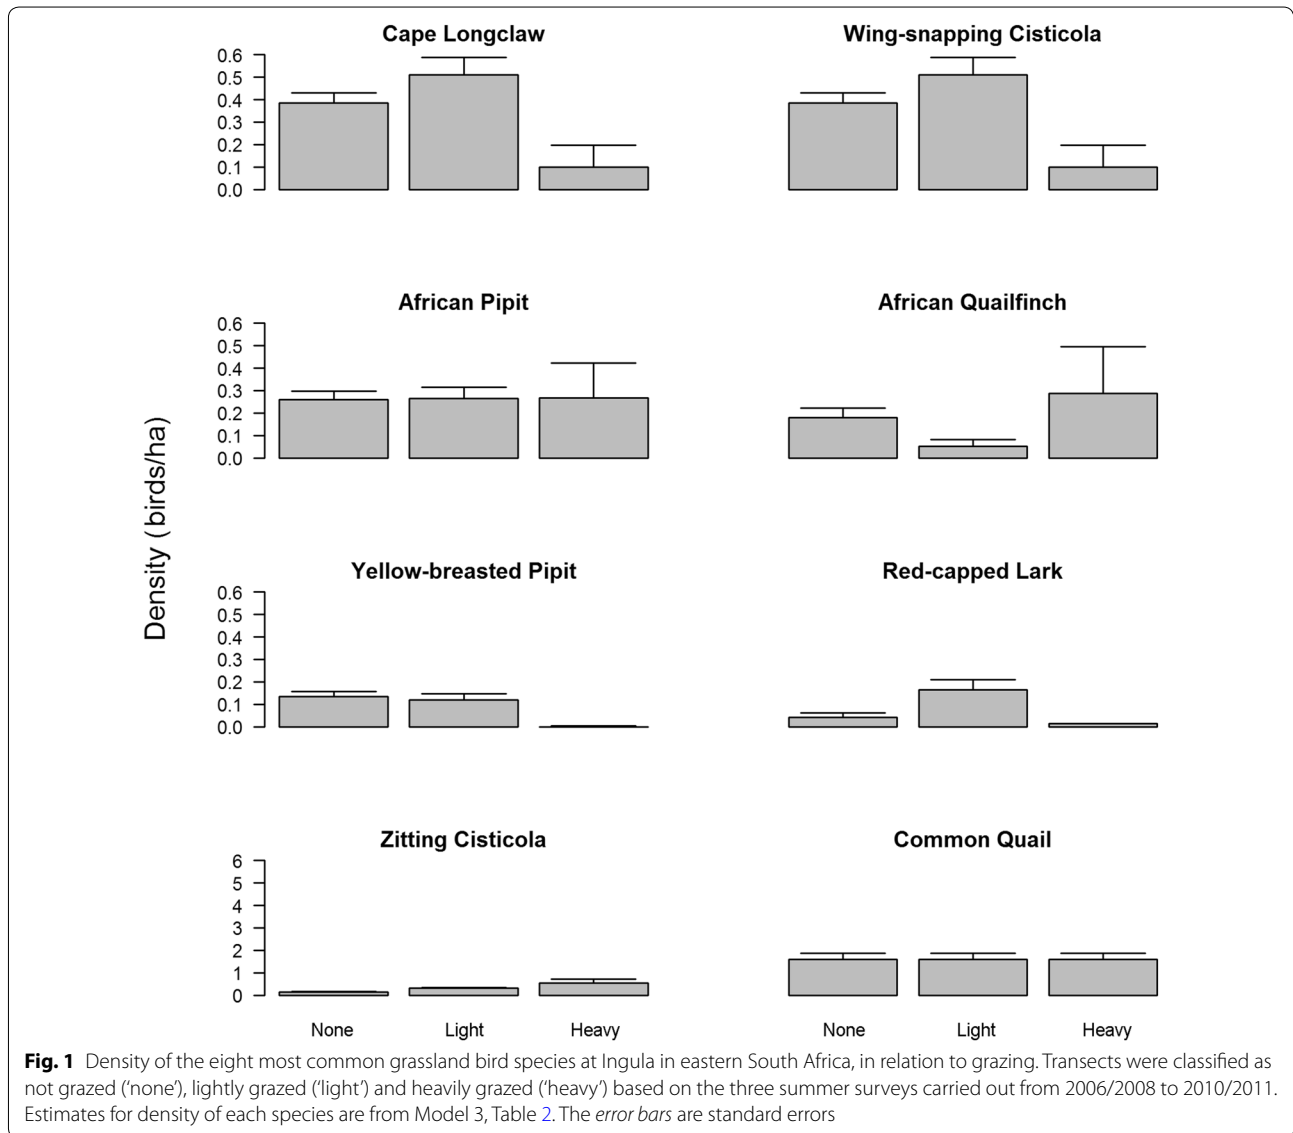 Cape Longclaw
Wing-snapping Cisticola
0.6
0.5
0.4
0.3
0.2
0.1
0.0
African Pipit
African Quailfinch
0.6
0.5
0.4
0.3
0.2
0.1
0.0
Density ( birds/ha)
Yellow-breasted Pipit
Red-capped Lark
0.6
0.5
0.4
0.3
0.2
0.1
0.0
Zitting Cisticola
Common Quail
6
5
4
3
2
1
0
None Light Heavy
None Light Heavy
Fig. 1 Density of the eight most common grassland bird species at Ingula in eastern South Africa, in relation to grazing. Transects were classified as
not grazed (‘none’), lightly grazed (‘light’) and heavily grazed (‘heavy’) based on the three summer surveys carried out from 2006/2008 to 2010/2011.
Estimates for density of each species are from Model 3, Table 2. The error bars are standard errors